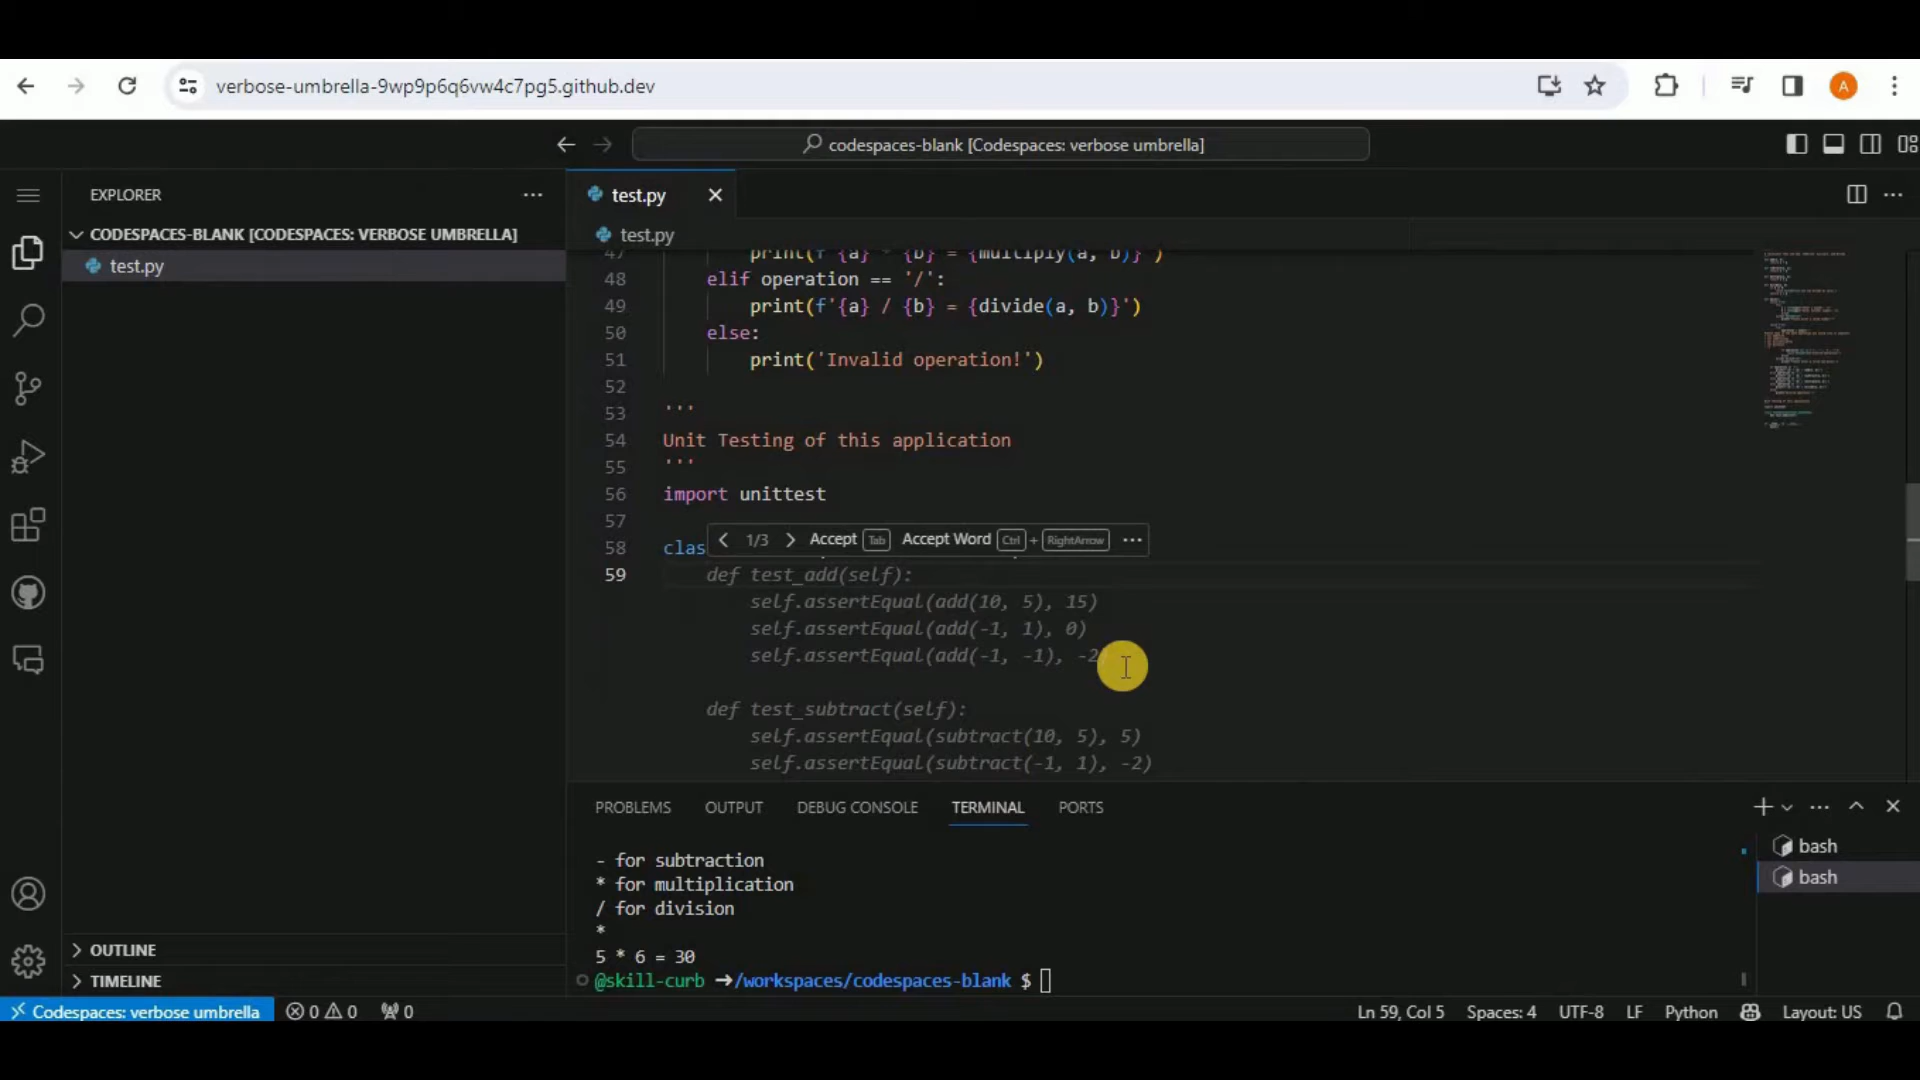 verbose-umbrella-9wp9p6q6vw4c7pg5.github.dev
A
codespaces-blank [Codespaces: verbose umbrella]
EXPLORER
test.py
CODESPACES-BLANK [CODESPACES: VERBOSE UMBRELLA]
test.py
test.py
47 print(f'{a} * {b} = {multiply(a, b)}')
48 elif operation == '/':
49 print(f'{a} / {b} = {divide(a, b)}')
50 else:
51 print('Invalid operation!')
52
53 '''
54 Unit Testing of this application
55 '''
56 import unittest
57
1/3 Accept Tab Accept Word Ctrl + RightArrow
58 clas
59 def test_add(self):
self.assertEqual(add(10, 5), 15)
self.assertEqual(add(-1, 1), 0)
self.assertEqual(add(-1, -1), -2)
def test_subtract(self):
self.assertEqual(subtract(10, 5), 5)
self.assertEqual(subtract(-1, 1), -2)
PROBLEMS OUTPUT DEBUG CONSOLE TERMINAL PORTS
- for subtraction
* for multiplication
/ for division
*
5 * 6 = 30
@skill-curb ➜/workspaces/codespaces-blank $
bash
bash
OUTLINE
TIMELINE
Codespaces: verbose umbrella 0 0 0 Ln 59, Col 5 Spaces: 4 UTF-8 LF Python Layout: US